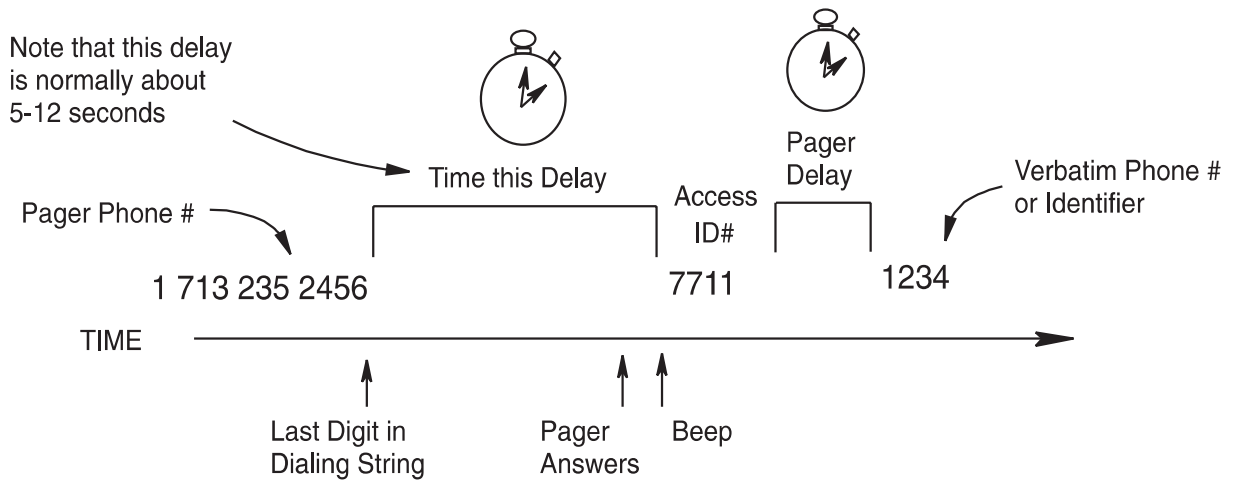 Note that this delay
is normally about
5-12 seconds
Time this Delay
Pager
Delay
Access
ID#
Verbatim Phone #
or Identifier
Pager Phone #
1 713 235 2456
7711
1234
TIME
Last Digit in
Dialing String
Pager
Answers
Beep